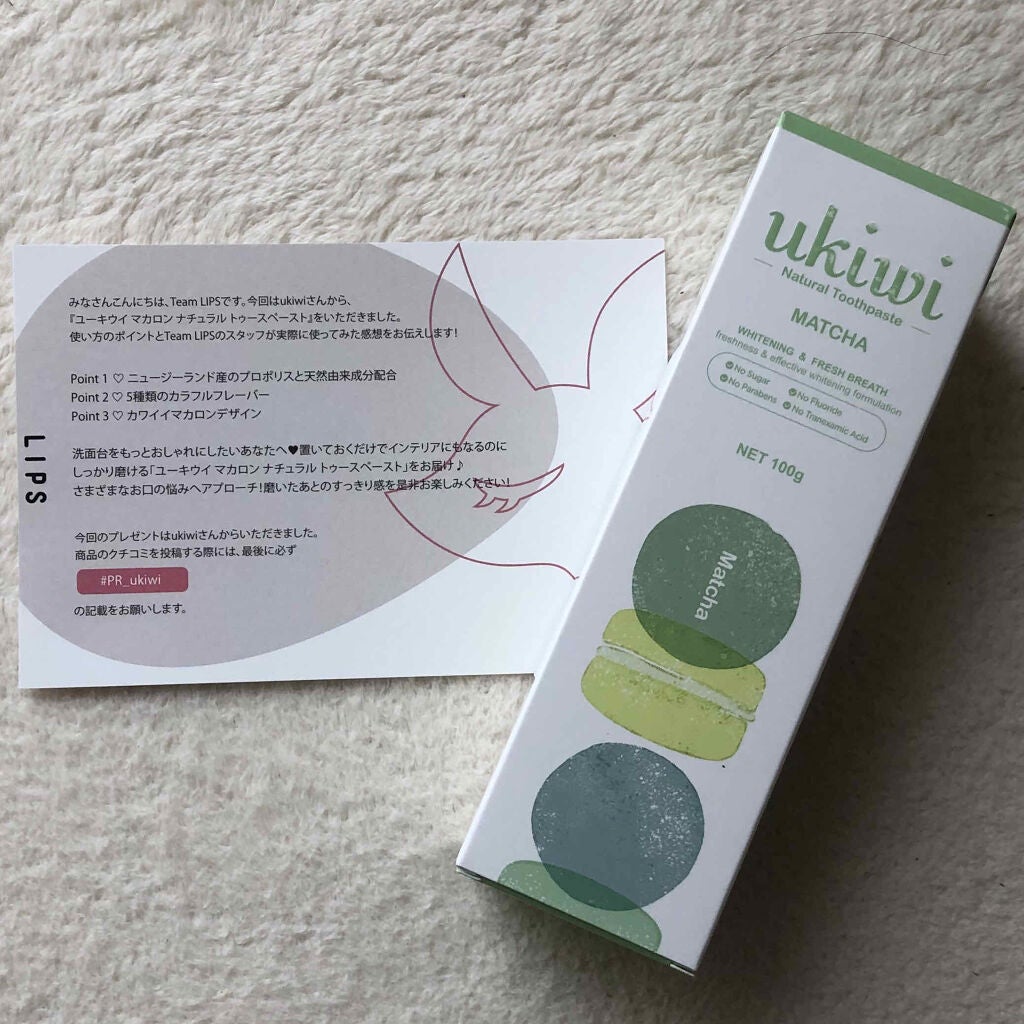 LIPS
みなさんこんにちは、Team LIPSです。今回はukiwiさんから、
『ユーキウイ マカロン ナチュラル トゥースペースト』をいただきました。
使い方のポイントとTeam LIPSのスタッフが実際に使ってみた感想をお伝えします!
Point 1 ♡ ニュージーランド産のプロポリスと天然由来成分配合
Point 2 ♡ 5種類のカラフルフレーバー
Point 3 ♡ カワイイマカロンデザイン
洗面台をもっとおしゃれにしたいあなたへ♥置いておくだけでインテリアにもなるのに
しっかり磨ける「ユーキウイ マカロン ナチュラル トゥースペースト」をお届け♪
さまざまなお口の悩みへアプローチ!磨いたあとのすっきり感を是非お楽しみください!
今回のプレゼントはukiwiさんからいただきました。
商品のクチコミを投稿する際には、最後に必ず
#PR_ukiwi
の記載をお願いします。
ukiwi
Natural Toothpaste
MATCHA
WHITENING & FRESH BREATH
freshness & effective whitening formulation
No Sugar No Fluoride
No Parabens No Tranexamic Acid
NET 100g
Matcha